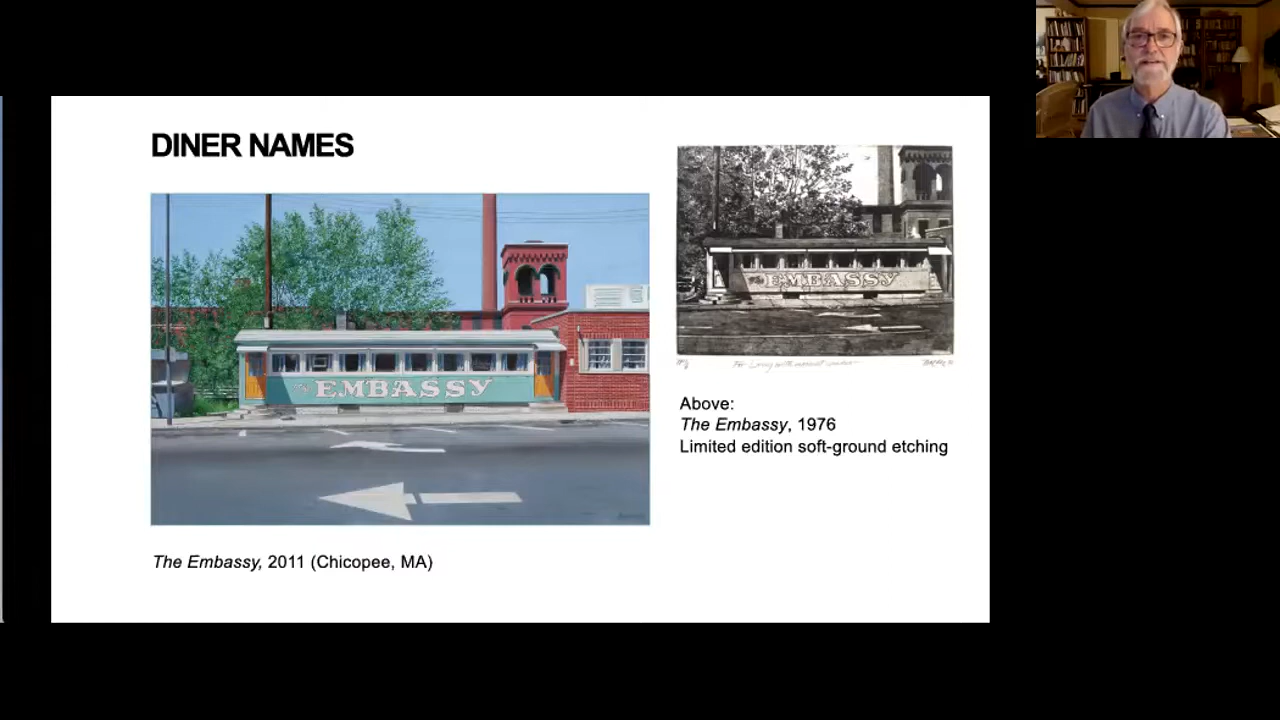 DINER NAMES
The EMBASSY
EMBASSY
Above:
The Embassy, 1976
Limited edition soft-ground etching
The Embassy, 2011 (Chicopee, MA)